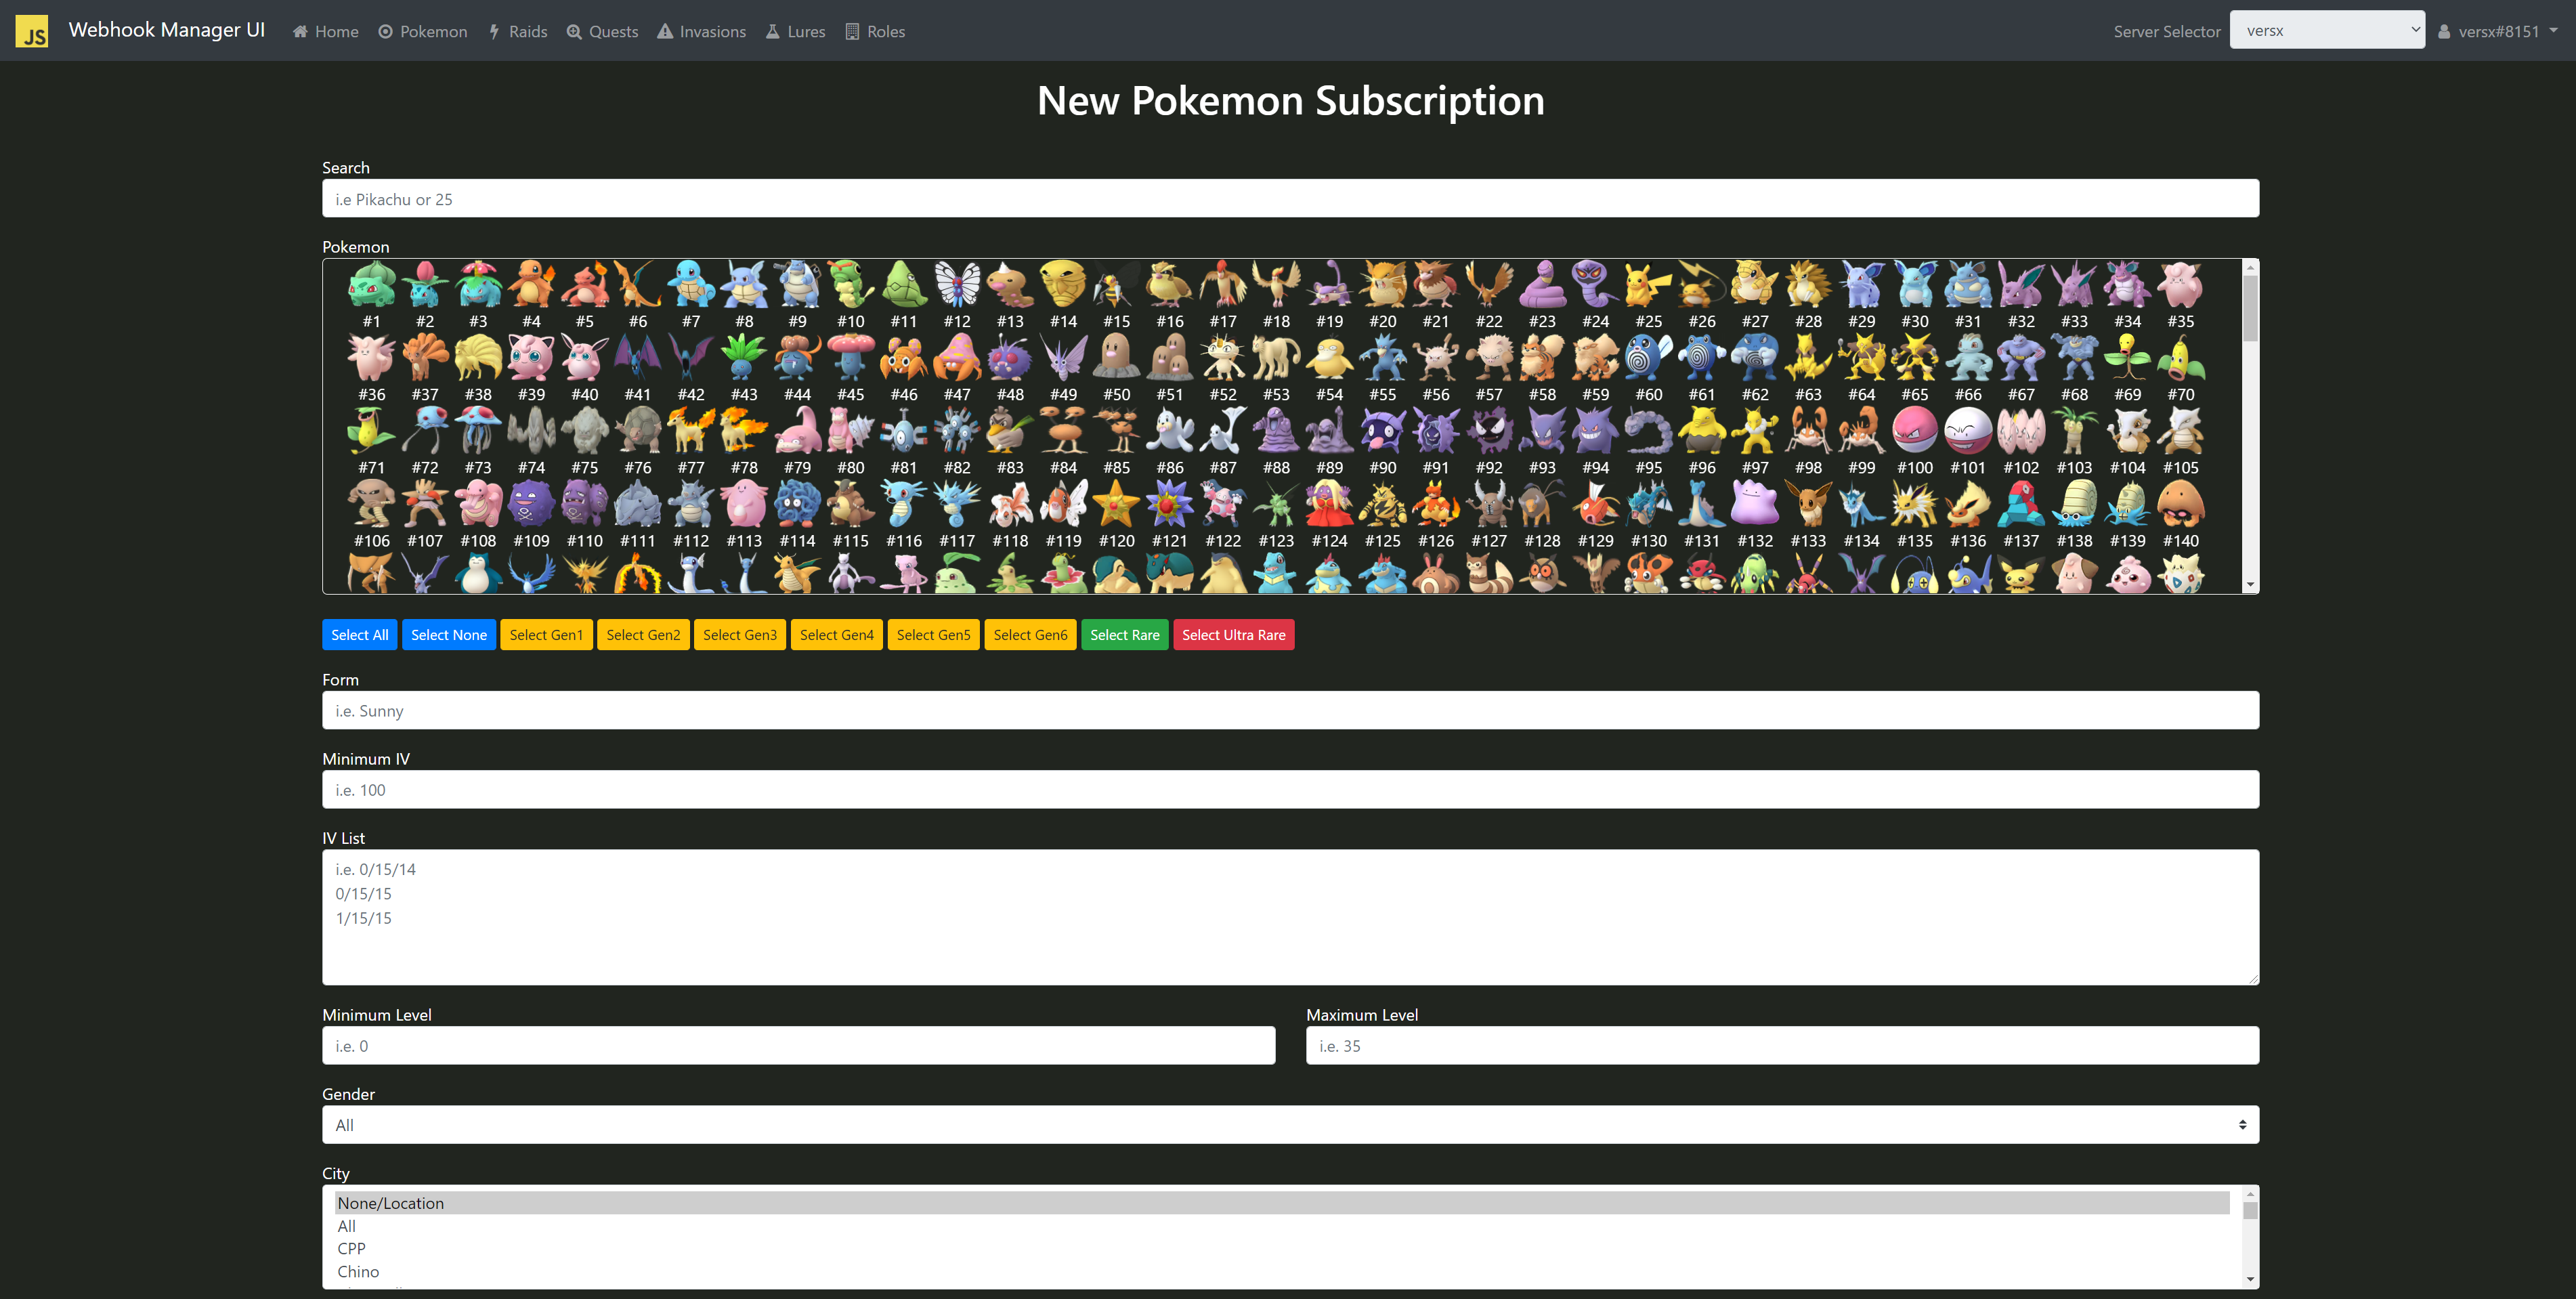 JS Webhook Manager UI Home Pokemon Raids Quests Invasions Lures Roles Server Selector versx versx#8151
New Pokemon Subscription
Search
i.e Pikachu or 25
Pokemon
#1 #2 #3 #4 #5 #6 #7 #8 #9 #10 #11 #12 #13 #14 #15 #16 #17 #18 #19 #20 #21 #22 #23 #24 #25 #26 #27 #28 #29 #30 #31 #32 #33 #34 #35
#36 #37 #38 #39 #40 #41 #42 #43 #44 #45 #46 #47 #48 #49 #50 #51 #52 #53 #54 #55 #56 #57 #58 #59 #60 #61 #62 #63 #64 #65 #66 #67 #68 #69 #70
#71 #72 #73 #74 #75 #76 #77 #78 #79 #80 #81 #82 #83 #84 #85 #86 #87 #88 #89 #90 #91 #92 #93 #94 #95 #96 #97 #98 #99 #100 #101 #102 #103 #104 #105
#106 #107 #108 #109 #110 #111 #112 #113 #114 #115 #116 #117 #118 #119 #120 #121 #122 #123 #124 #125 #126 #127 #128 #129 #130 #131 #132 #133 #134 #135 #136 #137 #138 #139 #140
Select All Select None Select Gen1 Select Gen2 Select Gen3 Select Gen4 Select Gen5 Select Gen6 Select Rare Select Ultra Rare
Form
i.e. Sunny
Minimum IV
i.e. 100
IV List
i.e. 0/15/14
0/15/15
1/15/15
Minimum Level Maximum Level
i.e. 0 i.e. 35
Gender
All
City
None/Location
All
CPP
Chino